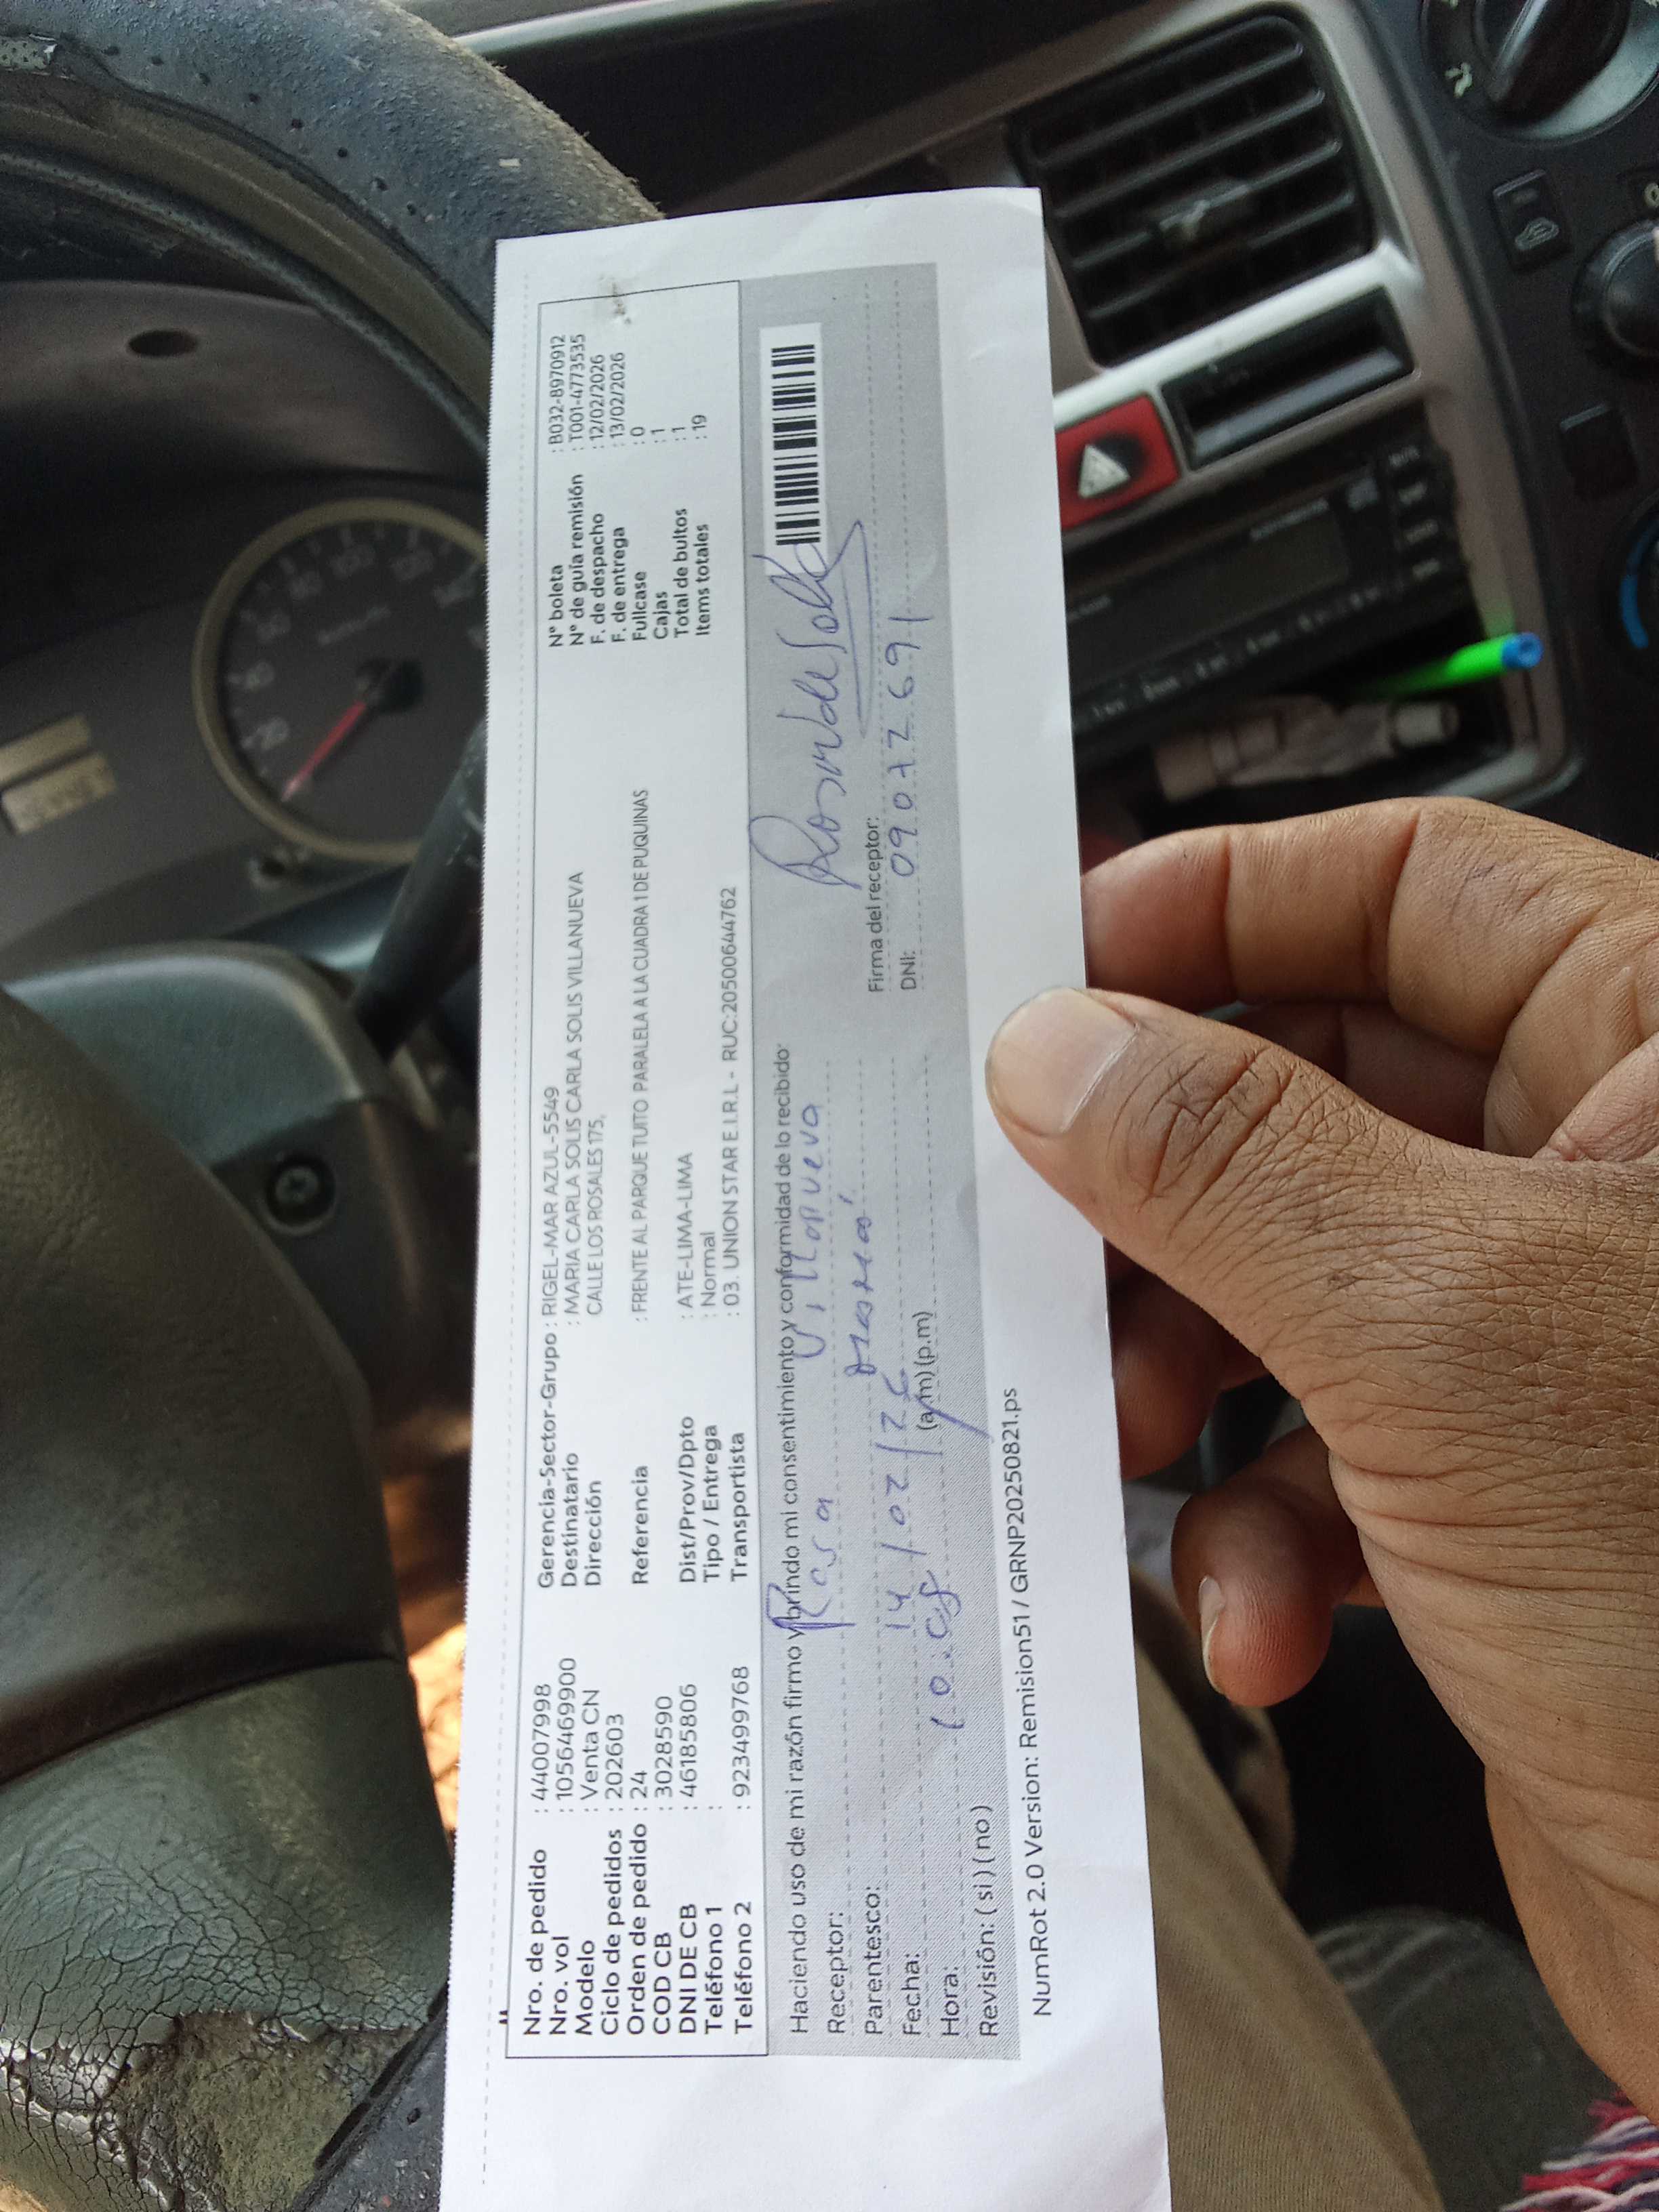 Nro. de pedido : 44007998
Nro. vol : 1056469900
Modelo : Venta CN
Ciclo de pedidos : 202603
Orden de pedido : 24
COD CB : 3028590
DNI DE CB : 46185806
Teléfono 1 :
Teléfono 2 : 923499768
Gerencia-Sector-Grupo : RIGEL-MAR AZUL-5549
Destinatario : MARIA CARLA SOLIS CARLA SOLIS VILLANUEVA
Dirección CALLE LOS ROSALES 175,
Referencia : FRENTE AL PARQUE TUITO PARALELA A LA CUADRA 1 DE PUQUINAS
Dist/Prov/Dpto : ATE-LIMA-LIMA
Tipo / Entrega : Normal
Transportista : 03. UNION STAR E.I.R.L - RUC:20500644762
N° boleta : B032-8970912
N° de guía remisión : T001-4773535
F. de despacho : 12/02/2026
F. de entrega : 13/02/2026
Fullcase : 0
Cajas : 1
Total de bultos : 1
Items totales : 19
Haciendo uso de mi razón firmo y brindo mi consentimiento y conformidad de lo recibido:
Receptor: Rosa Villanueva
Parentesco: mamá
Fecha: 14/02/26
Hora: 10:08 (a.m) (p.m)
Revisión: (si) (no)
Firma del receptor:
DNI: 09072691
NumRot 2.0 Version: Remision51 / GRNP20250821.ps